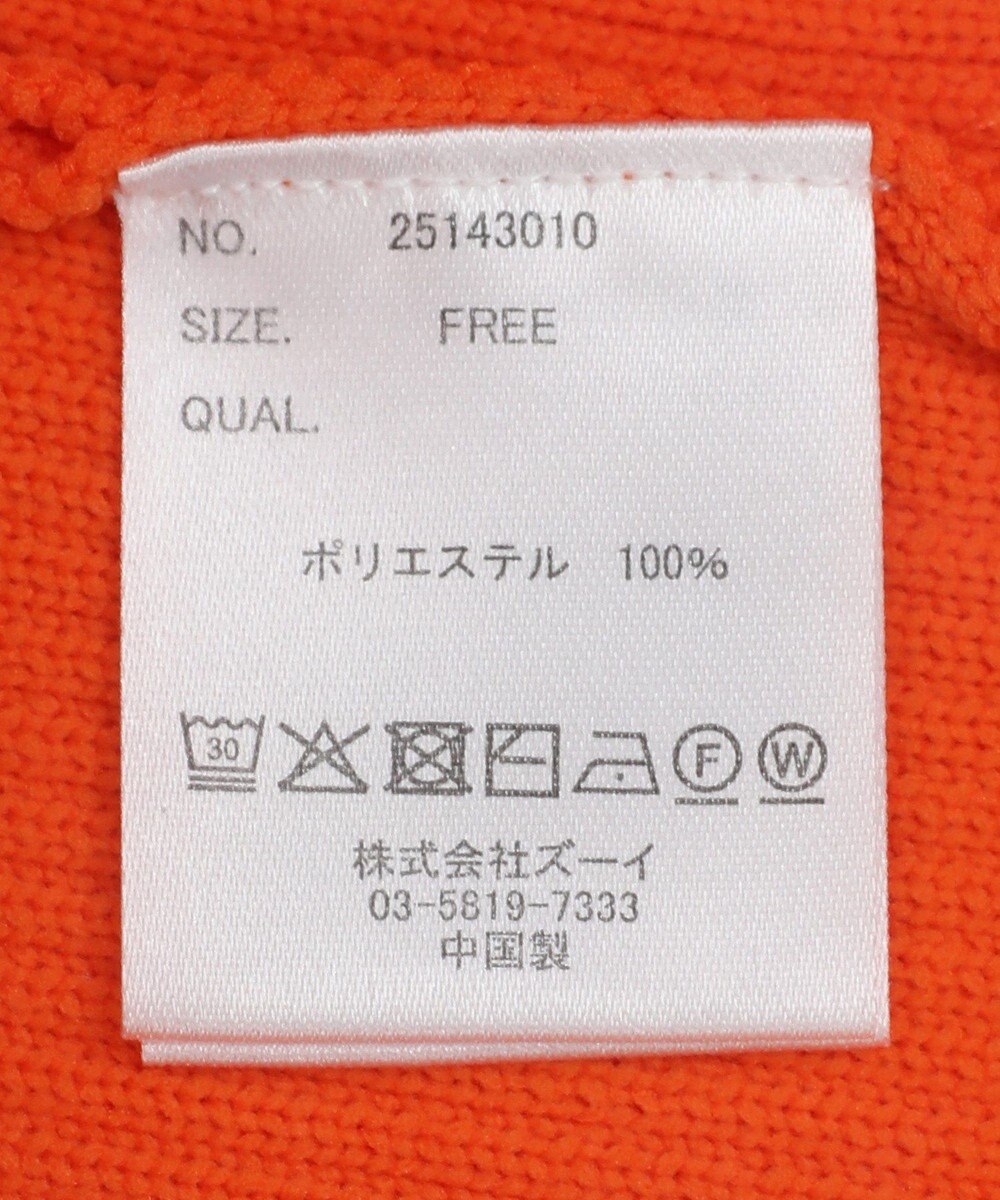 NO. 25143010
SIZE. FREE
QUAL.
ポリエステル 100%
30 F W
株式会社ズーイ
03-5819-7333
中国製